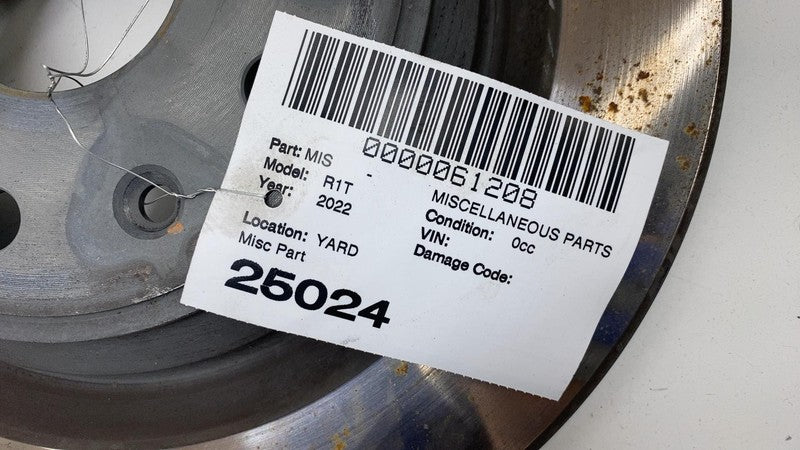 0000061208
Part: MIS - MISCELLANEOUS PARTS
Model: R1T Condition: 0cc
Year: 2022 VIN:
Damage Code:
Location: YARD
Misc Part
25024